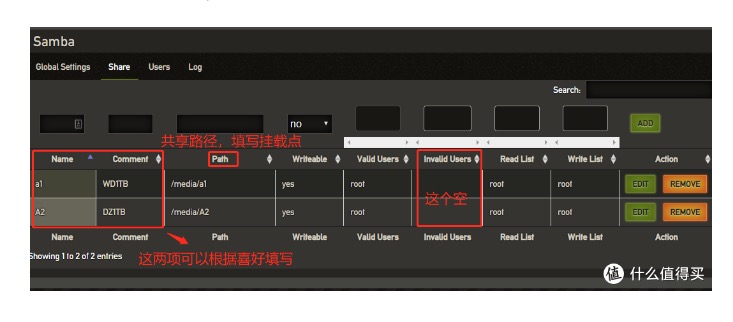 Samba
Global Settings Share Users Log
Search:
no ADD
共享路径，填写挂载点
Name Comment Path Writeable Valid Users Invalid Users Read List Write List Action
a1 WD1TB /media/a1 yes root root root EDIT REMOVE
这个空
A2 DZ1TB /media/A2 yes root root root EDIT REMOVE
Name Comment Path Writeable Valid Users Invalid Users Read List Write List Action
Showing 1 to 2 of 2 entries
这两项可以根据喜好填写
值 什么值得买